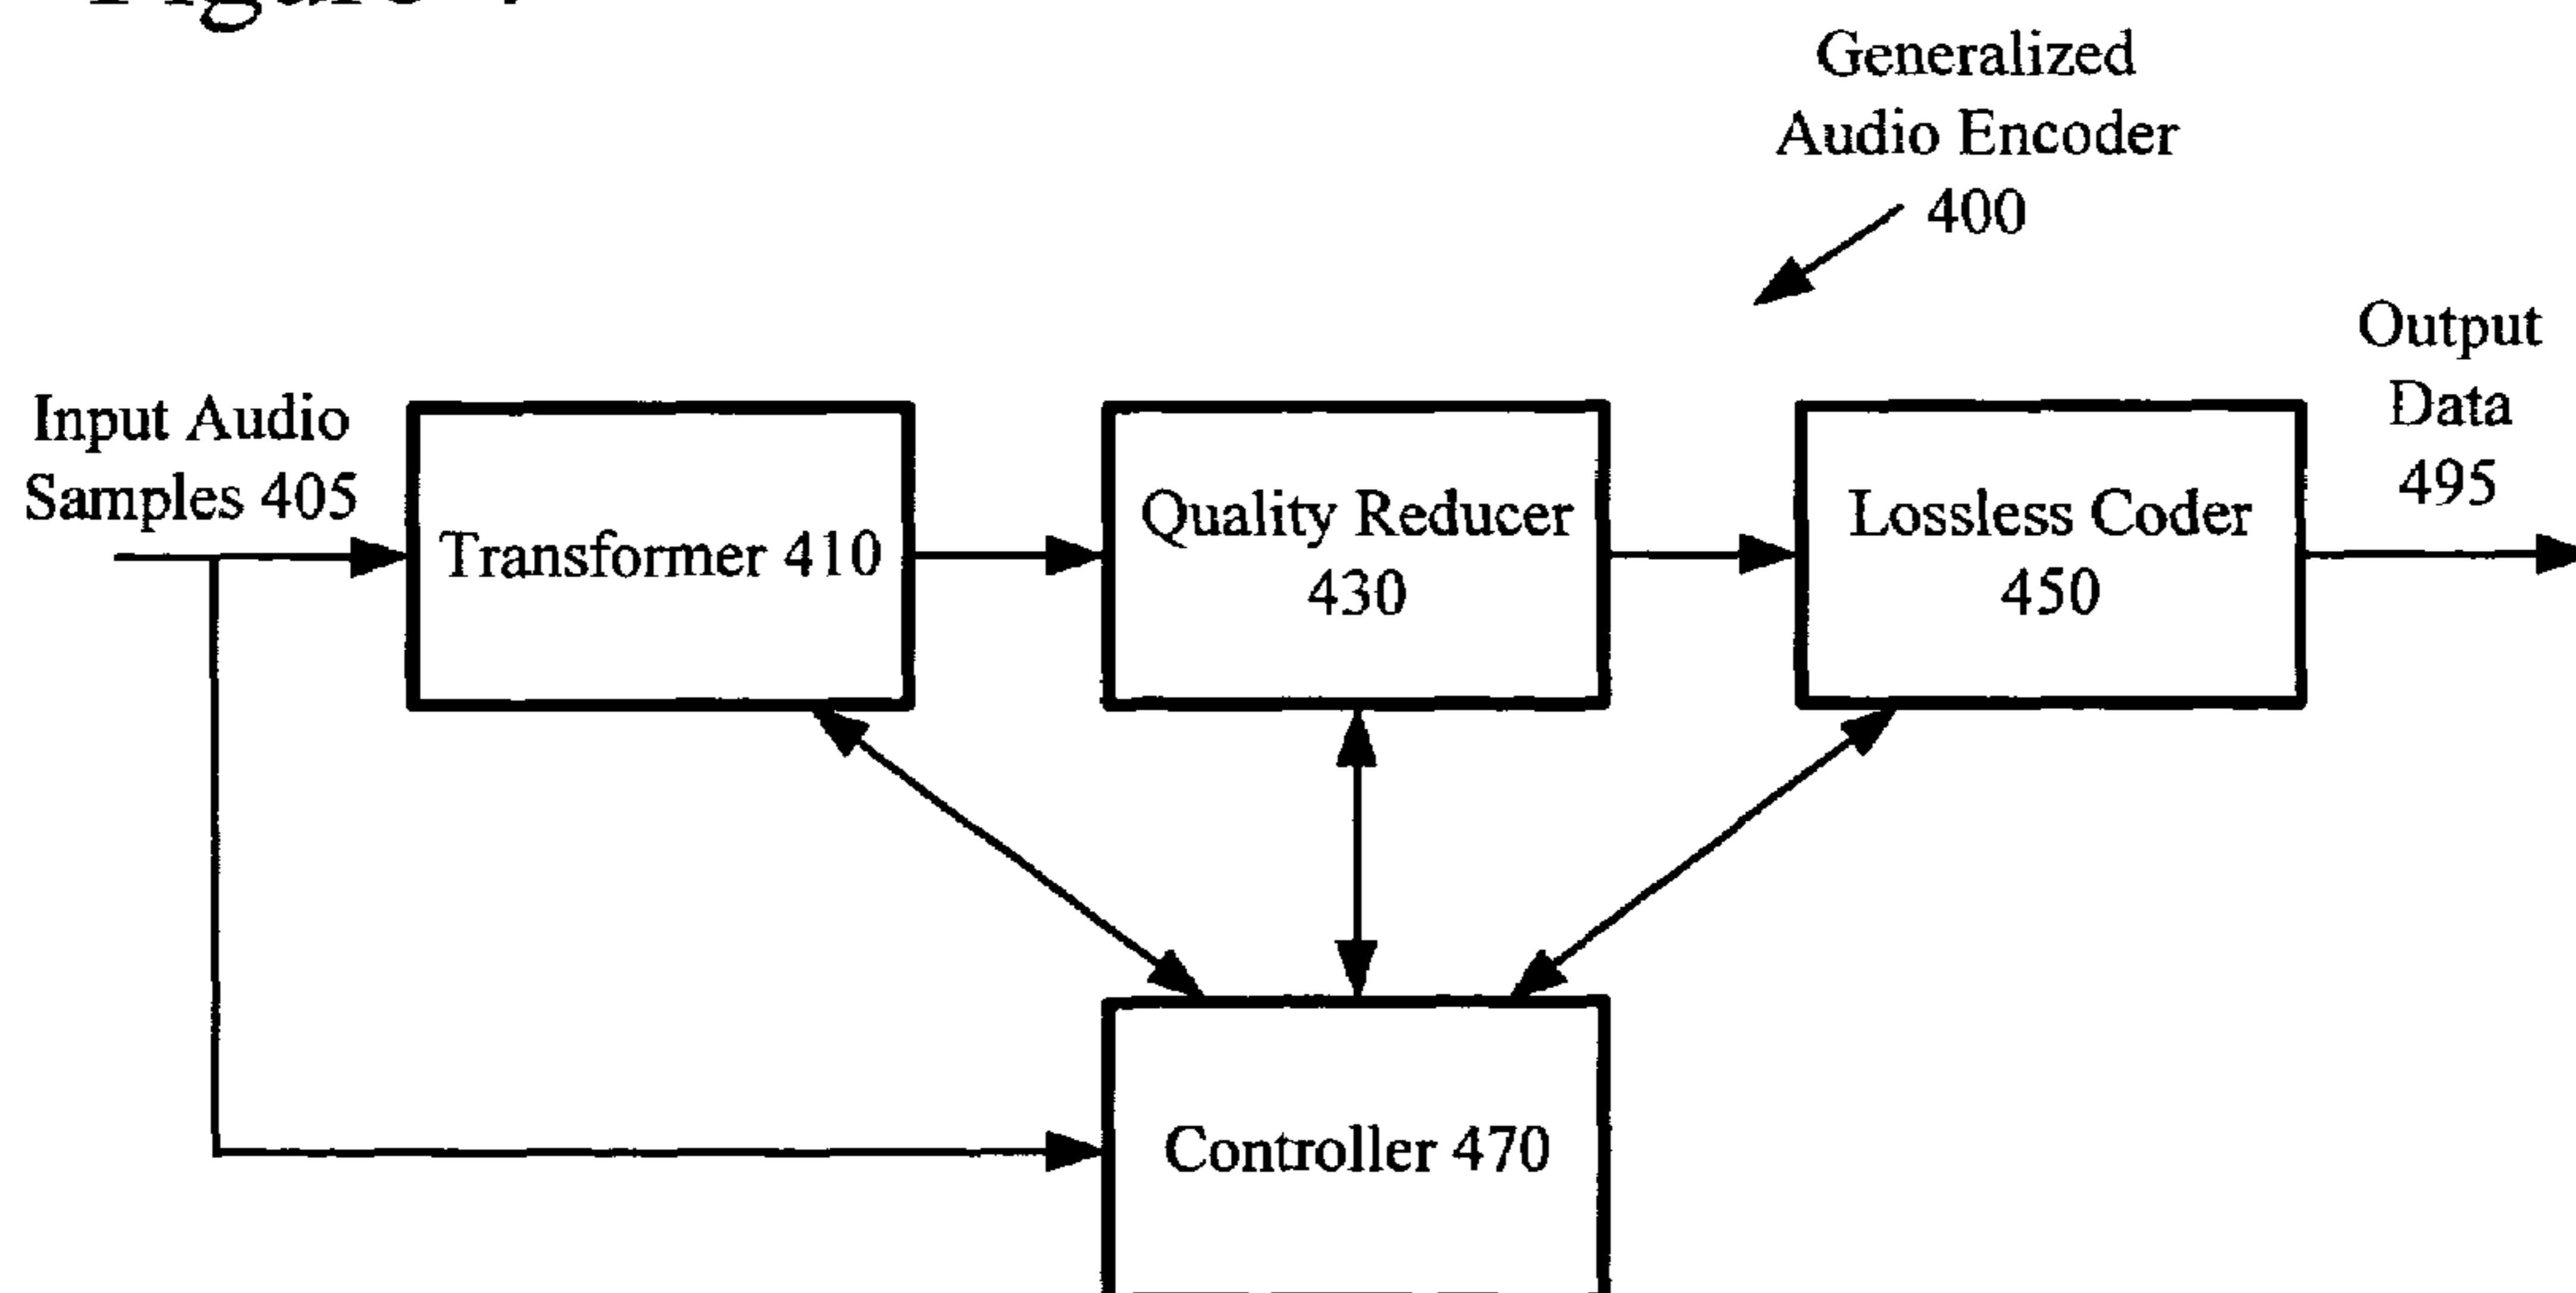 Generalized
Audio Encoder
400
Output
Data
495
Input Audio
Samples 405
Transformer 410
Quality Reducer
430
Lossless Coder
450
Controller 470